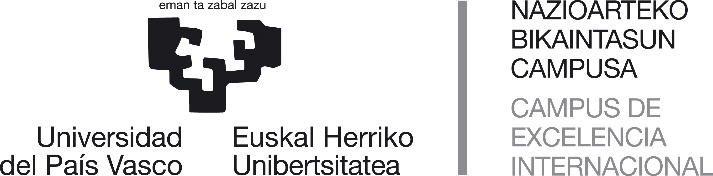 eman ta zabal zazu
Universidad
del País Vasco
Euskal Herriko
Unibertsitatea
NAZIOARTEKO
BIKAINTASUN
CAMPUSA
CAMPUS DE
EXCELENCIA
INTERNACIONAL